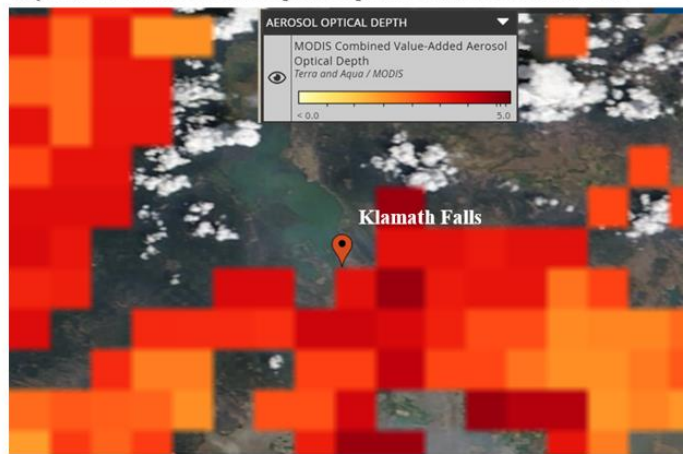 AEROSOL OPTICAL DEPTH
MODIS Combined Value-Added Aerosol
Optical Depth
Terra and Aqua / MODIS
< 0.0 5.0
Klamath Falls